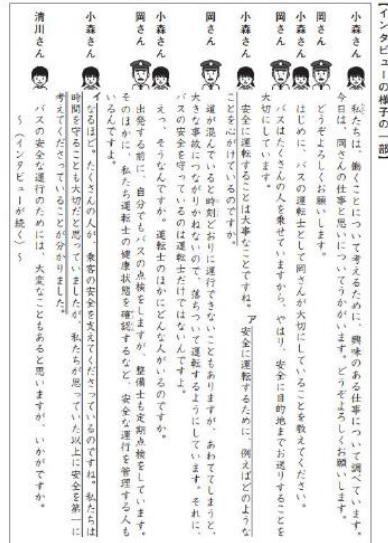 【インタビューの様子の一部】
小森さん　私たちは、働くことについて考えるために、興味のある仕事について調べています。
今日は、岡さんの仕事と思いについてうかがいます。どうぞよろしくお願いします。
岡さん　どうぞよろしくお願いします。
小森さん　はじめに、バスの運転士として岡さんが大切にしていることを教えてください。
岡さん　バスはたくさんの人を乗せていますから、やはり、安全に目的地までお送りすることを
大切にしています。
小森さん　安全に運転することは大事なことですね。ア　安全に運転するために、例えばどのような
ことを心がけているのですか。
岡さん　道が混んでいると時刻どおりに運行できないこともありますが、あわててしまうと、
大きな事故につながりかねないので、落ちついて運転するようにしています。それに、
バスの安全を守っているのは運転士だけではないんですよ。
小森さん　えっ、そうなんですか。運転士のほかにどんな人がいるのですか。
岡さん　出発する前に、自分でもバスの点検をしますが、整備士も定期点検をしています。
そのほかに、私たち運転士の健康状態を確認するなど、安全な運行を管理する人も
いるんですよ。
小森さん　イ　なるほど。たくさんの人が、乗客の安全を支えてくださっているのですね。私たちは
時間を守ることも大切だと思っていましたが、私たちが思っていた以上に安全を第一に
考えてくださっていることが分かりました。
清川さん　バスの安全な運行のためには、大変なこともあると思いますが、いかがですか。
〜（インタビューが続く）〜